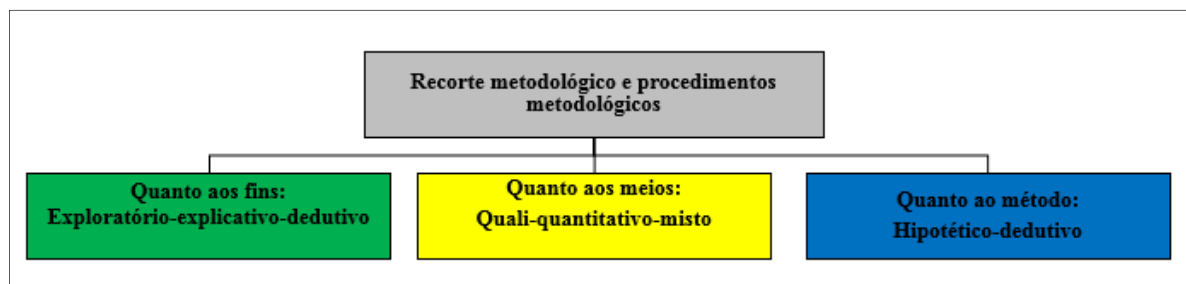 Recorte metodológico e procedimentos
metodológicos
Quanto aos fins:
Exploratório-explicativo-dedutivo
Quanto aos meios:
Quali-quantitativo-misto
Quanto ao método:
Hipotético-dedutivo